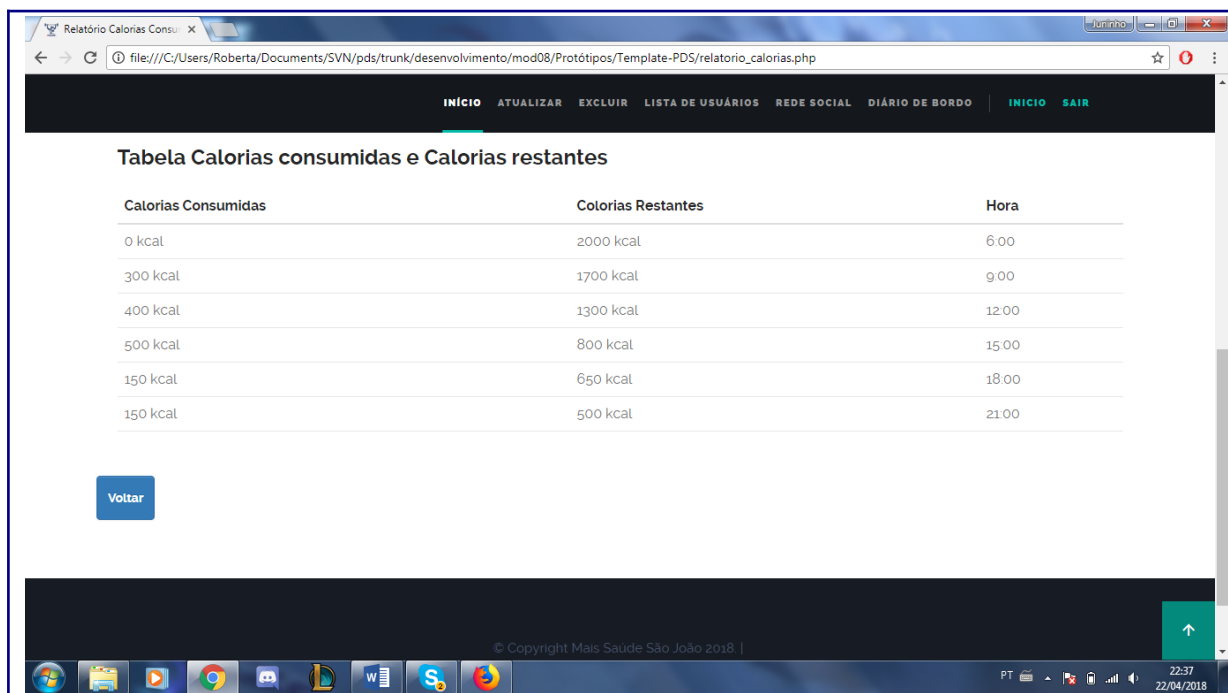 Relatório Calorias Consu
Juninho
file:///C:/Users/Roberta/Documents/SVN/pds/trunk/desenvolvimento/mod08/Protótipos/Template-PDS/relatorio_calorias.php
INÍCIO ATUALIZAR EXCLUIR LISTA DE USUÁRIOS REDE SOCIAL DIÁRIO DE BORDO INICIO SAIR
Tabela Calorias consumidas e Calorias restantes
Calorias Consumidas Colorias Restantes Hora
0 kcal 2000 kcal 6:00
300 kcal 1700 kcal 9:00
400 kcal 1300 kcal 12:00
500 kcal 800 kcal 15:00
150 kcal 650 kcal 18:00
150 kcal 500 kcal 21:00
Voltar
© Copyright Mais Saúde São João 2018. |
PT 22:37
22/04/2018